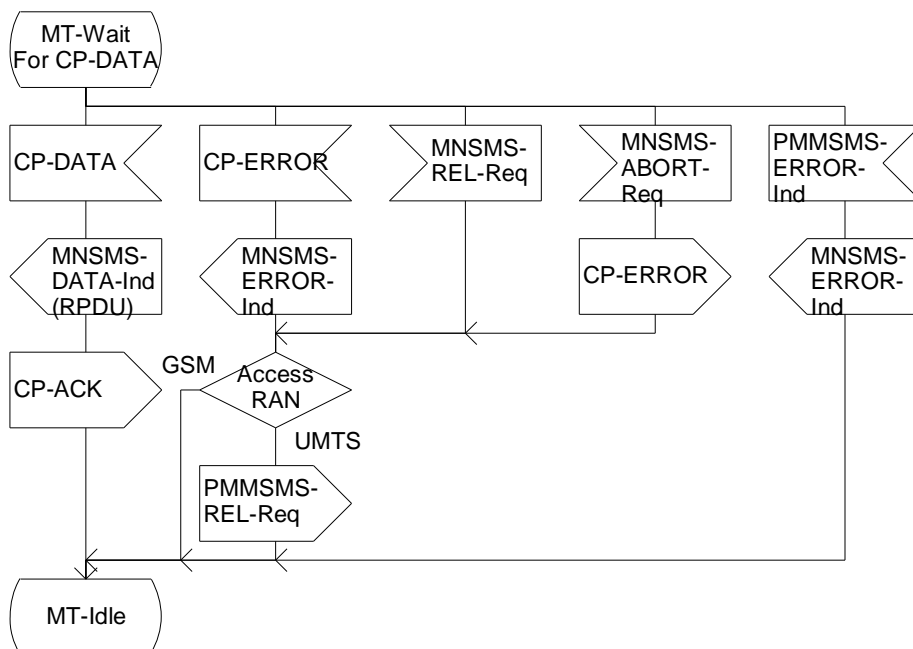 MT-Wait
For CP-DATA
CP-DATA
CP-ERROR
MNSMS-
REL-Req
MNSMS-
ABORT-
Req
PMMSMS-
ERROR-
Ind
MNSMS-
DATA-Ind
(RPDU)
MNSMS-
ERROR-
Ind
CP-ERROR
MNSMS-
ERROR-
Ind
CP-ACK
GSM
Access
RAN
UMTS
PMMSMS-
REL-Req
MT-Idle